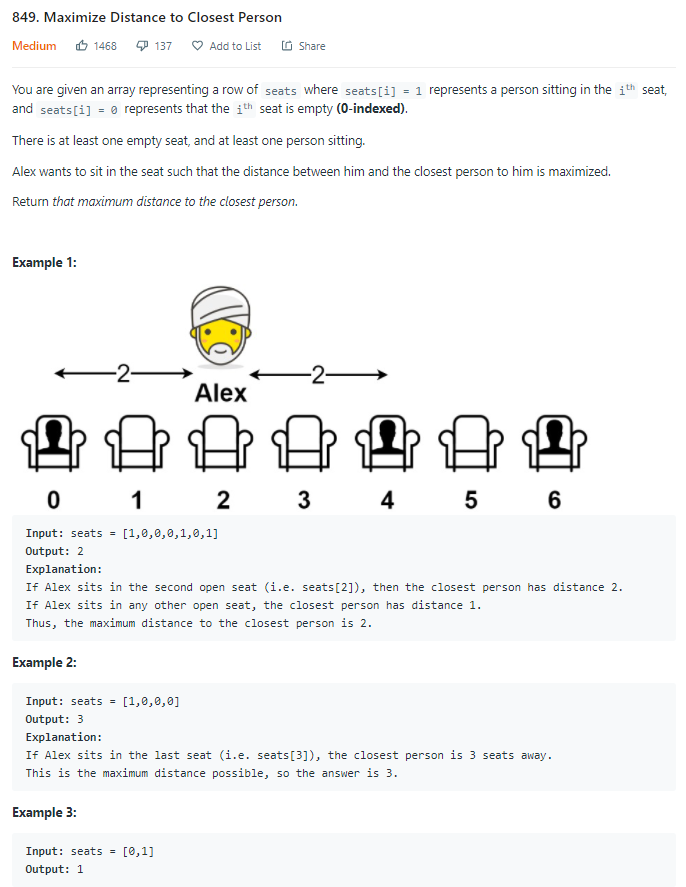 849. Maximize Distance to Closest Person
Medium 1468 137 Add to List Share
You are given an array representing a row of seats where seats[i] = 1 represents a person sitting in the ith seat,
and seats[i] = 0 represents that the ith seat is empty (0-indexed).
There is at least one empty seat, and at least one person sitting.
Alex wants to sit in the seat such that the distance between him and the closest person to him is maximized.
Return that maximum distance to the closest person.
Example 1:
2 2
Alex
0 1 2 3 4 5 6
Input: seats = [1,0,0,0,1,0,1]
Output: 2
Explanation:
If Alex sits in the second open seat (i.e. seats[2]), then the closest person has distance 2.
If Alex sits in any other open seat, the closest person has distance 1.
Thus, the maximum distance to the closest person is 2.
Example 2:
Input: seats = [1,0,0,0]
Output: 3
Explanation:
If Alex sits in the last seat (i.e. seats[3]), the closest person is 3 seats away.
This is the maximum distance possible, so the answer is 3.
Example 3:
Input: seats = [0,1]
Output: 1